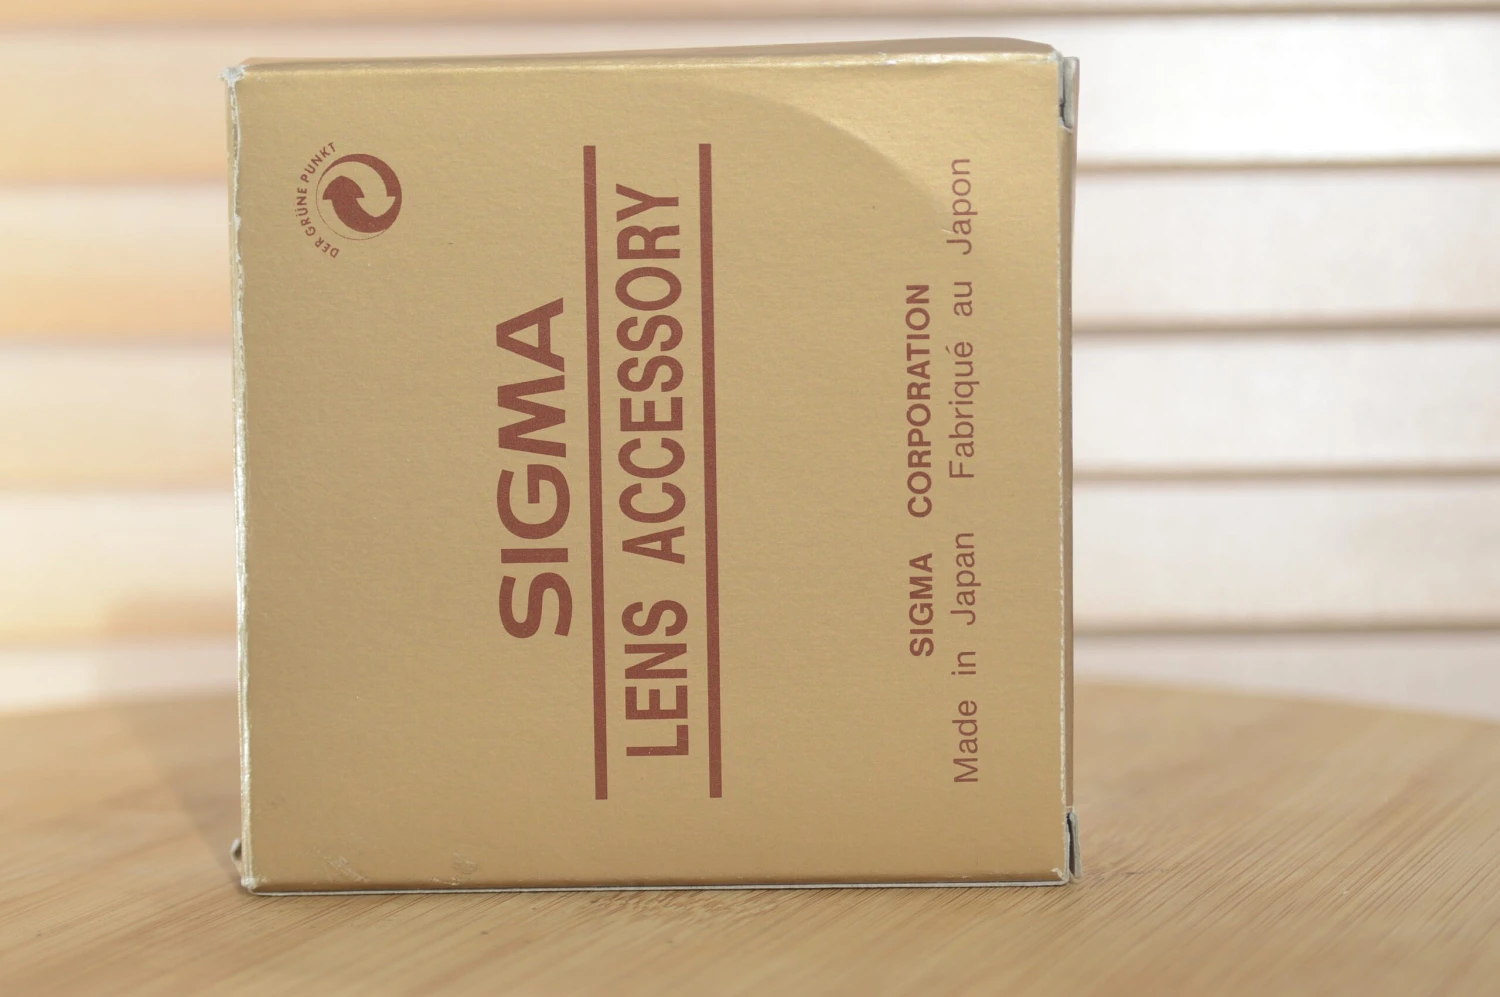 DER GRÜNE PUNKT
SIGMA
LENS ACCESSORY
SIGMA CORPORATION
Made in Japan Fabriqué au Japon